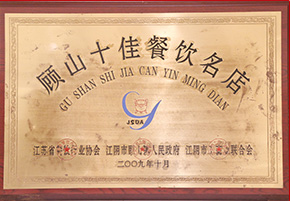 顾山十佳餐饮名店
GU SHAN SHI JIA CAN YIN MING DIAN
江苏省 行业协会 江阴市 人民政府 江阴市 联合会
二〇〇九年十月